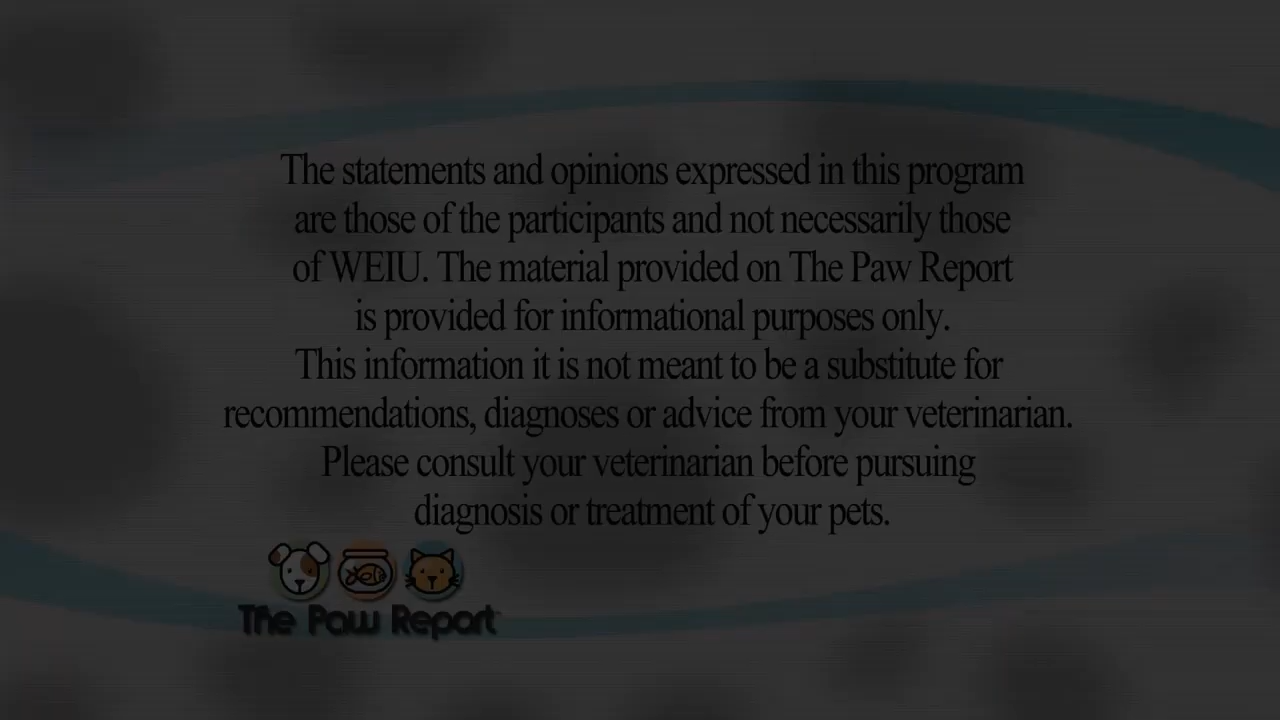 The statements and opinions expressed in this program
are those of the participants and not necessarily those
of WEIU. The material provided on The Paw Report
is provided for informational purposes only.
This information it is not meant to be a substitute for
recommendations, diagnoses or advice from your veterinarian.
Please consult your veterinarian before pursuing
diagnosis or treatment of your pets.
The Paw Report